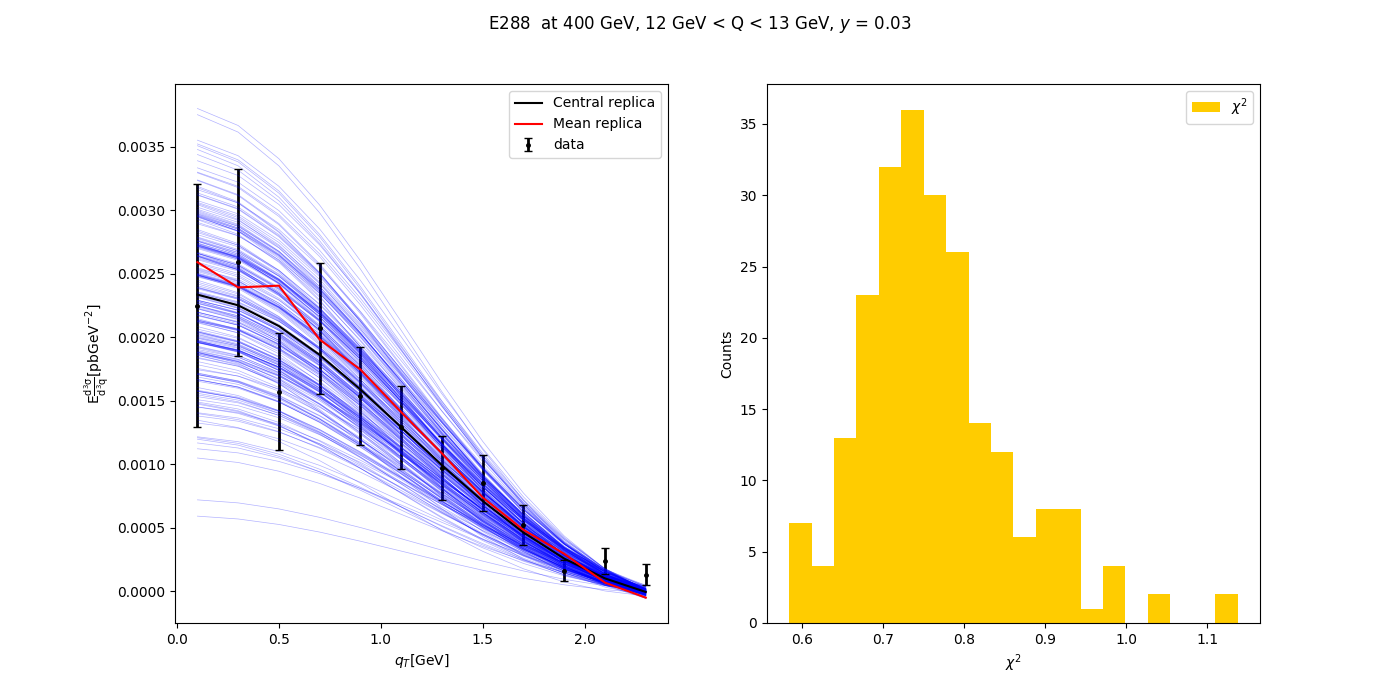 E288  at 400 GeV, 12 GeV < Q < 13 GeV, y = 0.03
Central replica
Mean replica
data
0.0035
0.0030
0.0025
0.0020
0.0015
0.0010
0.0005
0.0000
E d³σ/d³q [pbGeV⁻²]
0.0 0.5 1.0 1.5 2.0
q_T[GeV]
χ²
35
30
25
20
15
10
5
0
Counts
0.6 0.7 0.8 0.9 1.0 1.1
χ²